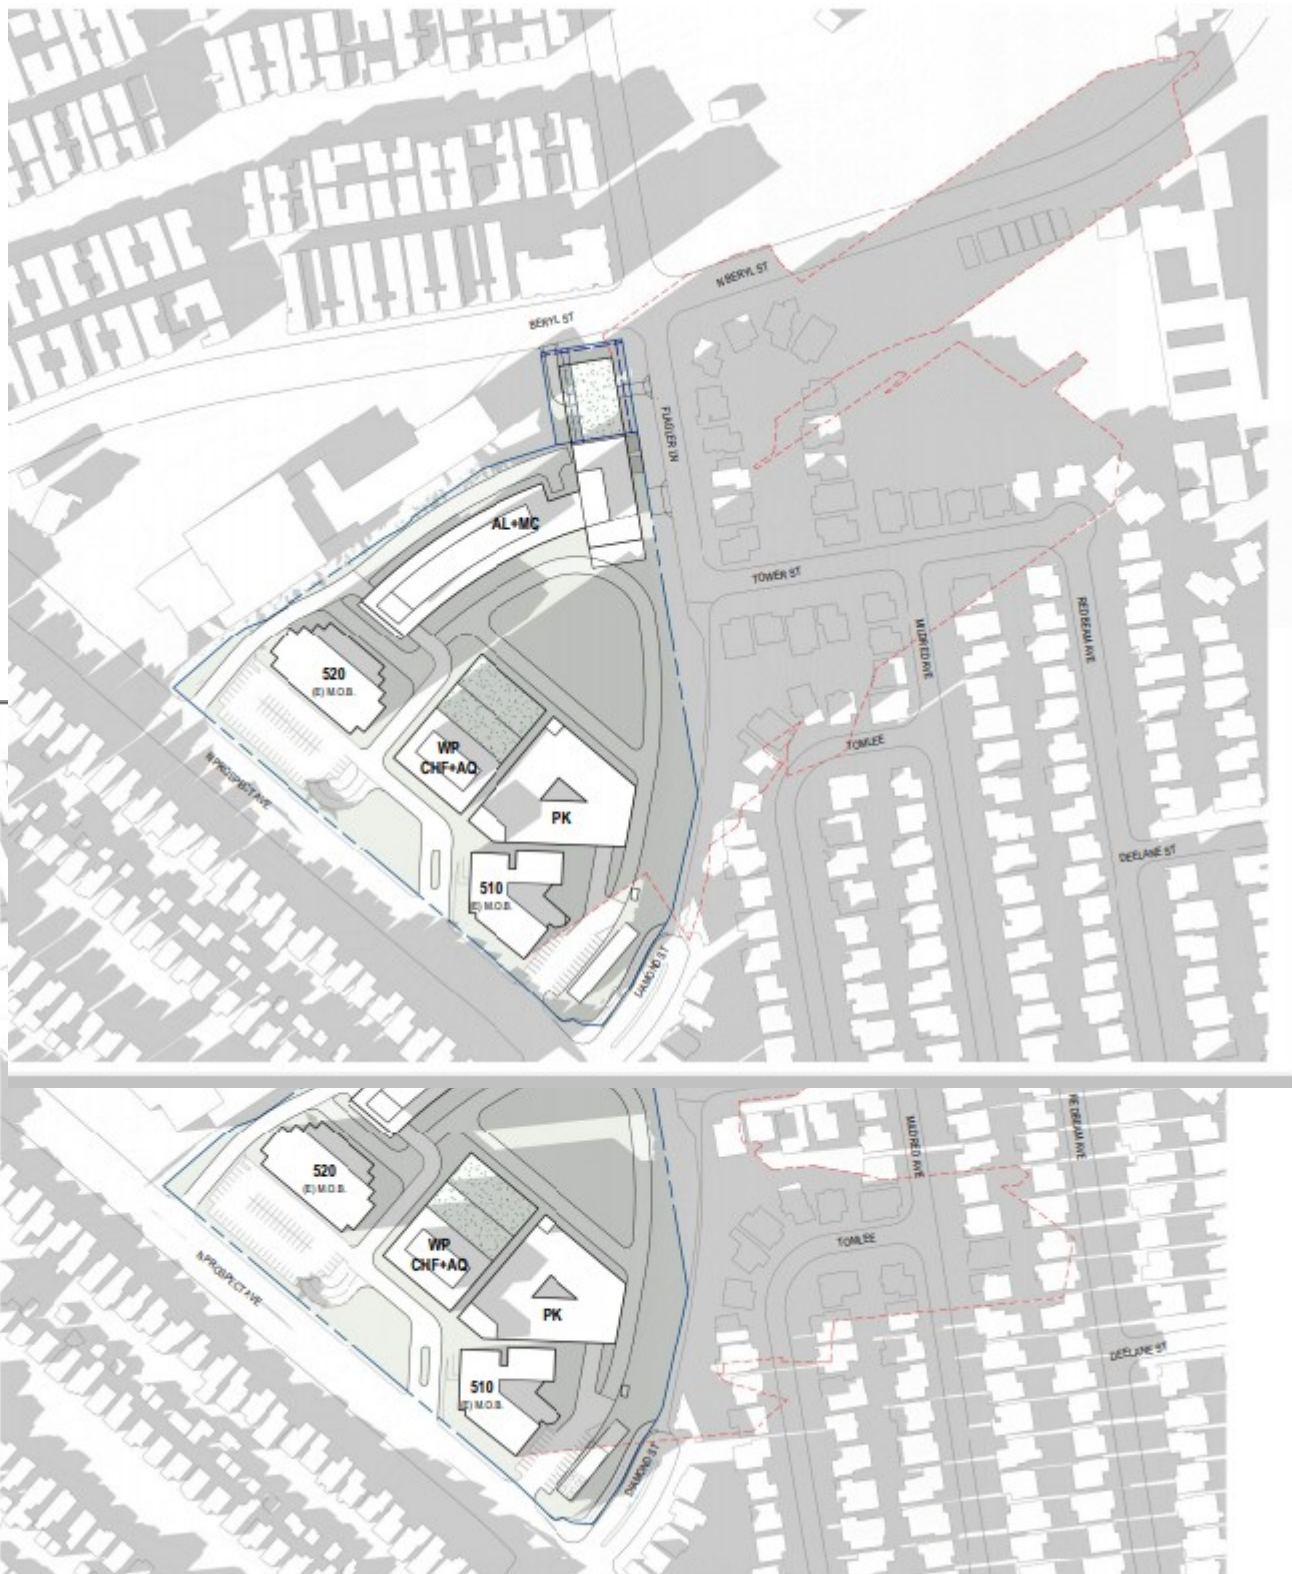 N BERYL ST
BERYL ST
FLAGLER LN
AL+MC
TOWER ST
MILDRED AVE
REDBEAM AVE
520
(E) M.O.B.
TOMLEE
WP
CHF+AQ
N PROSPECT AVE
PK
DEELANE ST
510
(E) M.O.B.
DIAMOND ST
MILDRED AVE
REDBEAM AVE
520
(E) M.O.B.
TOMLEE
WP
CHF+AQ
N PROSPECT AVE
PK
DEELANE ST
510
(E) M.O.B.
DIAMOND ST